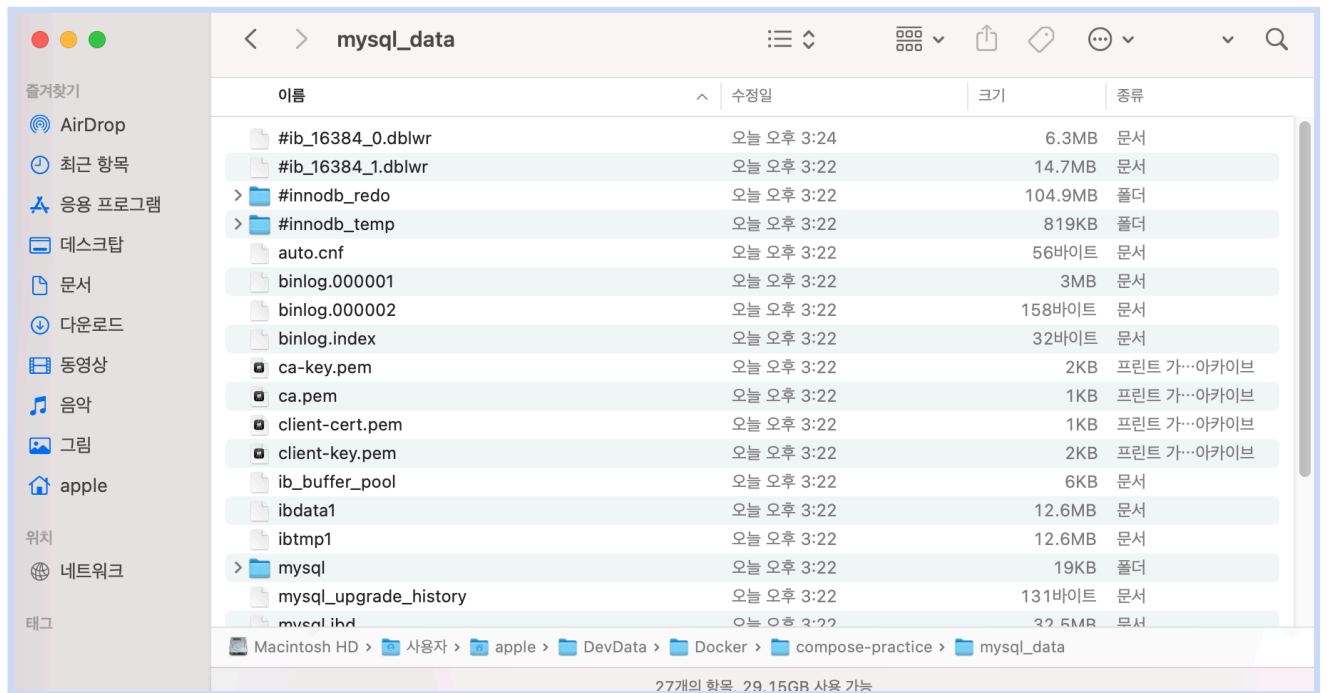 mysql_data
즐겨찾기
AirDrop
최근 항목
응용 프로그램
데스크탑
문서
다운로드
동영상
음악
그림
apple
위치
네트워크
태그
이름 수정일 크기 종류
#ib_16384_0.dblwr 오늘 오후 3:24 6.3MB 문서
#ib_16384_1.dblwr 오늘 오후 3:22 14.7MB 문서
#innodb_redo 오늘 오후 3:22 104.9MB 폴더
#innodb_temp 오늘 오후 3:22 819KB 폴더
auto.cnf 오늘 오후 3:22 56바이트 문서
binlog.000001 오늘 오후 3:22 3MB 문서
binlog.000002 오늘 오후 3:22 158바이트 문서
binlog.index 오늘 오후 3:22 32바이트 문서
ca-key.pem 오늘 오후 3:22 2KB 프린트 가…아카이브
ca.pem 오늘 오후 3:22 1KB 프린트 가…아카이브
client-cert.pem 오늘 오후 3:22 1KB 프린트 가…아카이브
client-key.pem 오늘 오후 3:22 2KB 프린트 가…아카이브
ib_buffer_pool 오늘 오후 3:22 6KB 문서
ibdata1 오늘 오후 3:22 12.6MB 문서
ibtmp1 오늘 오후 3:22 12.6MB 문서
mysql 오늘 오후 3:22 19KB 폴더
mysql_upgrade_history 오늘 오후 3:22 131바이트 문서
mysql.ibd 오늘 오후 3:22 32.5MB 문서
Macintosh HD › 사용자 › apple › DevData › Docker › compose-practice › mysql_data
27개의 항목, 29.15GB 사용 가능